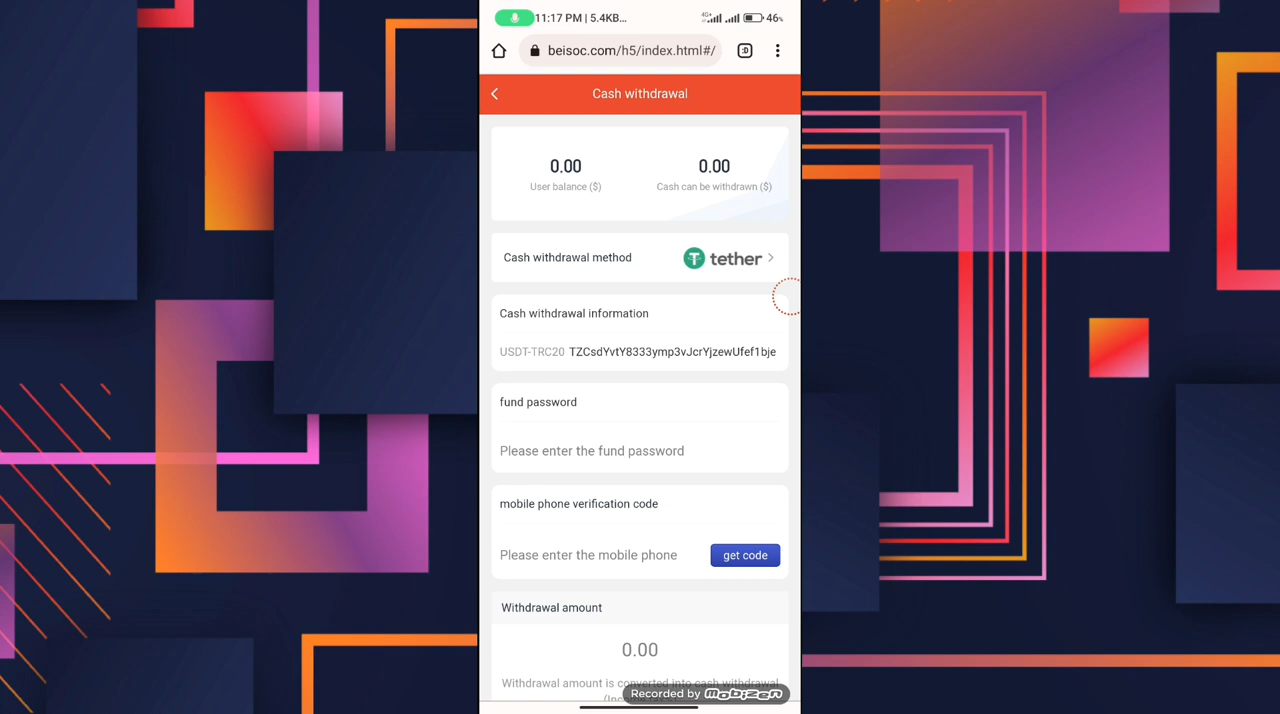 11:17 PM | 5.4KB...
4G+
46%
beisoc.com/h5/index.html#/
:D
Cash withdrawal
0.00
0.00
User balance ($)
Cash can be withdrawn ($)
Cash withdrawal method
tether
Cash withdrawal information
USDT-TRC20 TZCsdYvtY8333ymp3vJcrYjzewUfef1bje
fund password
Please enter the fund password
mobile phone verification code
Please enter the mobile phone
get code
Withdrawal amount
0.00
Withdrawal amount is converted into cash withdrawal
Recorded by mobizen